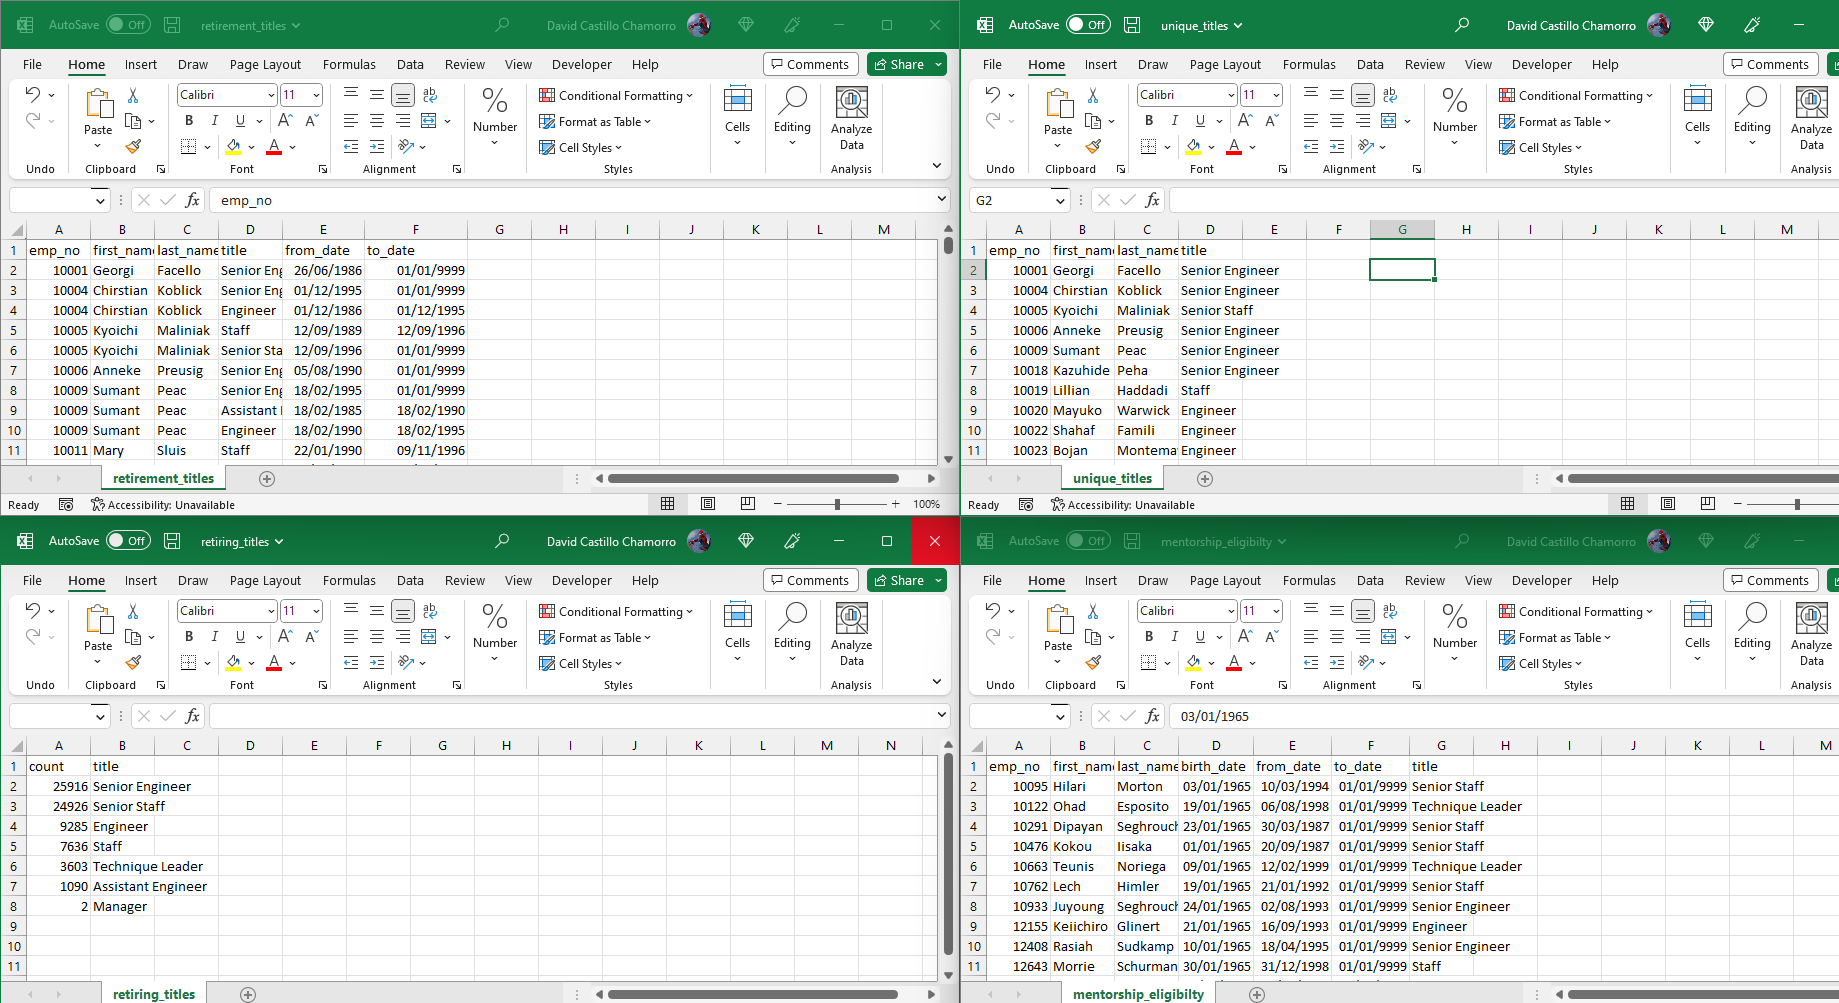 AutoSave Off retirement_titles David Castillo Chamorro
File Home Insert Draw Page Layout Formulas Data Review View Developer Help Comments Share
Calibri 11 Conditional Formatting
Paste B I U A A Number Format as Table Cells Editing Analyze Data
A Cell Styles
Undo Clipboard Font Alignment Styles Analysis
fx emp_no
A B C D E F G H I J K L M
1 emp_no first_name last_name title from_date to_date
2 10001 Georgi Facello Senior Eng 26/06/1986 01/01/9999
3 10004 Chirstian Koblick Senior Eng 01/12/1995 01/01/9999
4 10004 Chirstian Koblick Engineer 01/12/1986 01/12/1995
5 10005 Kyoichi Maliniak Staff 12/09/1989 12/09/1996
6 10005 Kyoichi Maliniak Senior Sta 12/09/1996 01/01/9999
7 10006 Anneke Preusig Senior Eng 05/08/1990 01/01/9999
8 10009 Sumant Peac Senior Eng 18/02/1995 01/01/9999
9 10009 Sumant Peac Assistant 18/02/1985 18/02/1990
10 10009 Sumant Peac Engineer 18/02/1990 18/02/1995
11 10011 Mary Sluis Staff 22/01/1990 09/11/1996
retirement_titles
Ready Accessibility: Unavailable 100%
AutoSave Off unique_titles David Castillo Chamorro
File Home Insert Draw Page Layout Formulas Data Review View Developer Help Comments
Calibri 11 Conditional Formatting
Paste B I U A A Number Format as Table Cells Editing Analyze Data
A Cell Styles
Undo Clipboard Font Alignment Styles Analysis
G2 fx
A B C D E F G H I J K L M
1 emp_no first_name last_name title
2 10001 Georgi Facello Senior Engineer
3 10004 Chirstian Koblick Senior Engineer
4 10005 Kyoichi Maliniak Senior Staff
5 10006 Anneke Preusig Senior Engineer
6 10009 Sumant Peac Senior Engineer
7 10018 Kazuhide Peha Senior Engineer
8 10019 Lillian Haddadi Staff
9 10020 Mayuko Warwick Engineer
10 10022 Shahaf Famili Engineer
11 10023 Bojan Montema Engineer
unique_titles
Ready Accessibility: Unavailable
AutoSave Off retiring_titles David Castillo Chamorro
File Home Insert Draw Page Layout Formulas Data Review View Developer Help Comments Share
Calibri 11 Conditional Formatting
Paste B I U A A Number Format as Table Cells Editing Analyze Data
A Cell Styles
Undo Clipboard Font Alignment Styles Analysis
fx
A B C D E F G H I J K L M N
1 count title
2 25916 Senior Engineer
3 24926 Senior Staff
4 9285 Engineer
5 7636 Staff
6 3603 Technique Leader
7 1090 Assistant Engineer
8 2 Manager
9
10
11
retiring_titles
AutoSave Off mentorship_eligibilty David Castillo Chamorro
File Home Insert Draw Page Layout Formulas Data Review View Developer Help Comments
Calibri 11 Conditional Formatting
Paste B I U A A Number Format as Table Cells Editing Analyze Data
A Cell Styles
Undo Clipboard Font Alignment Styles Analysis
fx 03/01/1965
A B C D E F G H I J K L M
1 emp_no first_name last_name birth_date from_date to_date title
2 10095 Hilari Morton 03/01/1965 10/03/1994 01/01/9999 Senior Staff
3 10122 Ohad Esposito 19/01/1965 06/08/1998 01/01/9999 Technique Leader
4 10291 Dipayan Seghrouch 23/01/1965 30/03/1987 01/01/9999 Senior Staff
5 10476 Kokou Iisaka 01/01/1965 20/09/1987 01/01/9999 Senior Staff
6 10663 Teunis Noriega 09/01/1965 12/02/1999 01/01/9999 Technique Leader
7 10762 Lech Himler 19/01/1965 21/01/1992 01/01/9999 Senior Staff
8 10933 Juyoung Seghrouch 24/01/1965 02/08/1993 01/01/9999 Senior Engineer
9 12155 Keiichiro Glinert 21/01/1965 16/09/1993 01/01/9999 Engineer
10 12408 Rasiah Sudkamp 10/01/1965 18/04/1995 01/01/9999 Senior Engineer
11 12643 Morrie Schurman 30/01/1965 31/12/1998 01/01/9999 Staff
mentorship_eligibilty